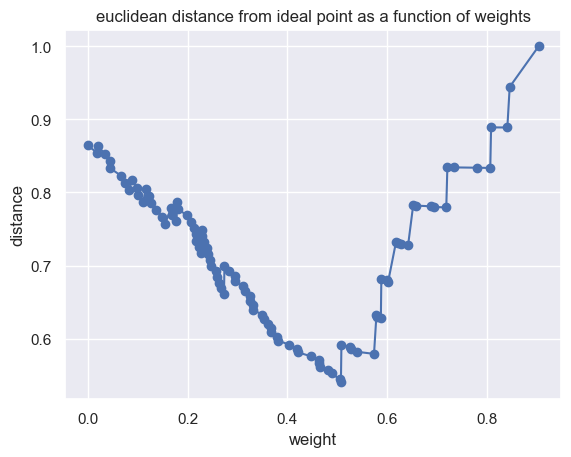 euclidean distance from ideal point as a function of weights
1.0
0.9
0.8
0.7
0.6
distance
0.0 0.2 0.4 0.6 0.8
weight